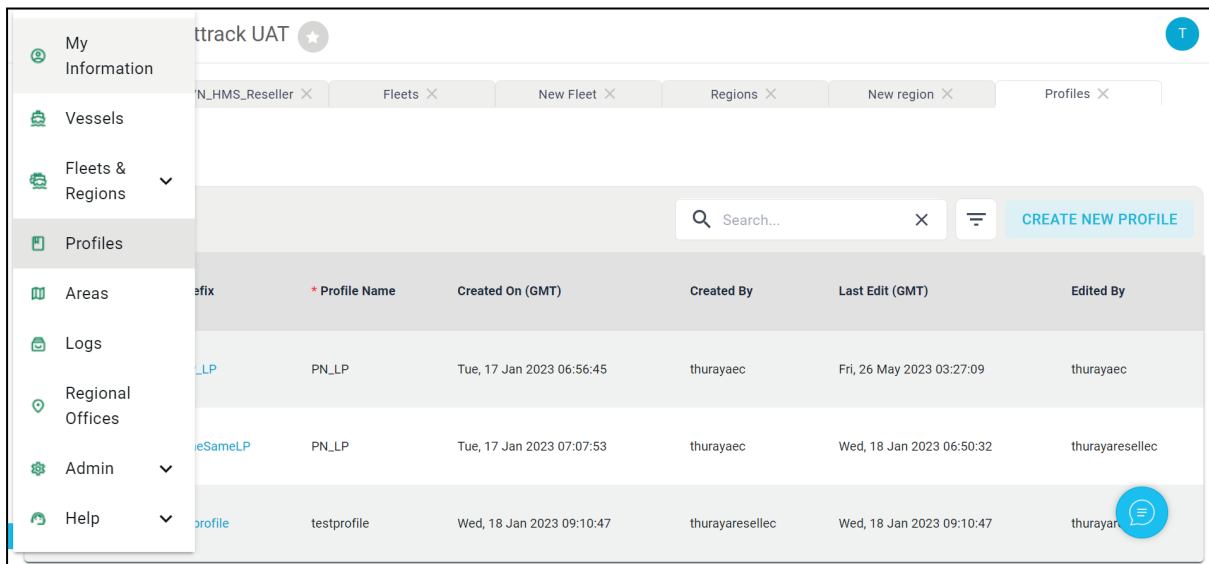 My
Information
Vessels
Fleets &
Regions
Profiles
Areas
Logs
Regional
Offices
Admin
Help
ttrack UAT
T
N_HMS_Reseller
Fleets
New Fleet
Regions
New region
Profiles
Search...
CREATE NEW PROFILE
efix * Profile Name Created On (GMT) Created By Last Edit (GMT) Edited By
_LP PN_LP Tue, 17 Jan 2023 06:56:45 thurayaec Fri, 26 May 2023 03:27:09 thurayaec
eSameLP PN_LP Tue, 17 Jan 2023 07:07:53 thurayaec Wed, 18 Jan 2023 06:50:32 thurayaresellec
profile testprofile Wed, 18 Jan 2023 09:10:47 thurayaresellec Wed, 18 Jan 2023 09:10:47 thuraya